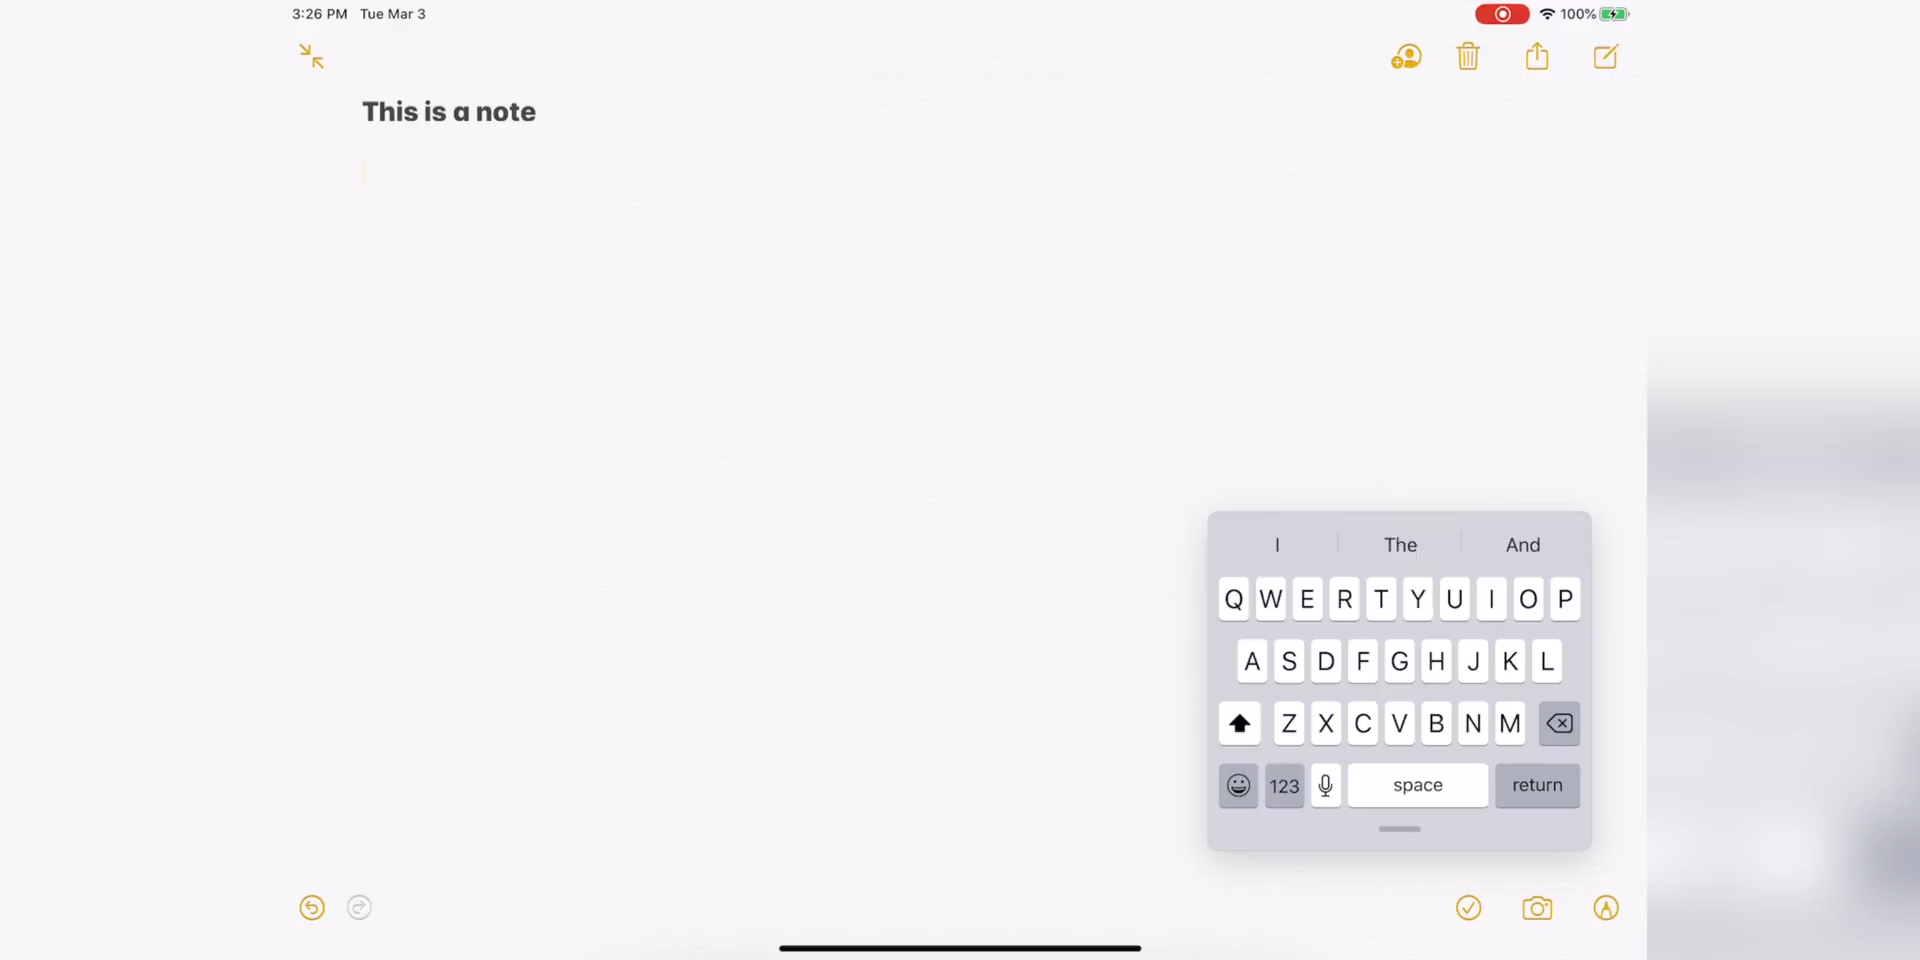 3:26 PM Tue Mar 3
100%
This is a note
I The And
Q W E R T Y U I O P
A S D F G H J K L
Z X C V B N M
123 space return